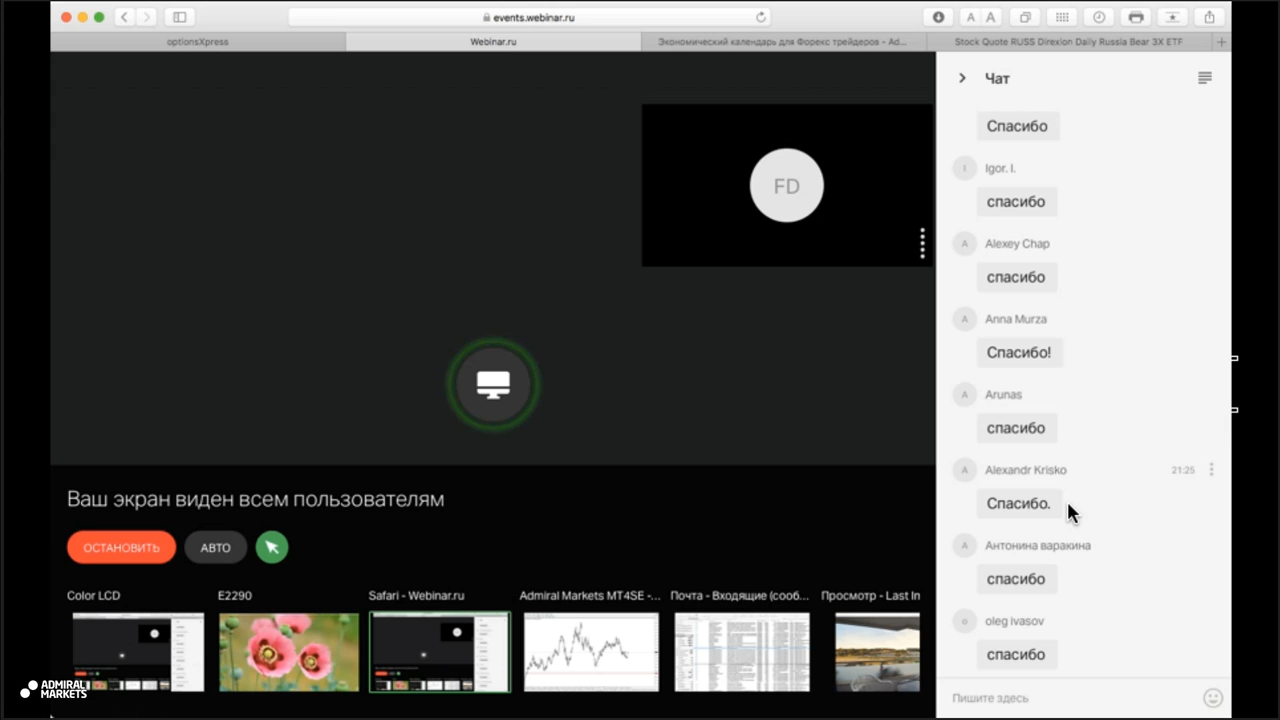 events.webinar.ru
A A
optionsXpress
Webinar.ru
Экономический календарь для Форекс трейдеров - Ad...
Stock Quote RUSS Direxion Daily Russia Bear 3X ETF
Чат
Спасибо
FD
I
Igor. I.
спасибо
A
Alexey Chap
спасибо
A
Anna Murza
Спасибо!
A
Arunas
спасибо
A
Alexandr Krisko
21:25
Спасибо.
А
Антонина варакина
спасибо
o
oleg ivasov
спасибо
Пишите здесь
Ваш экран виден всем пользователям
ОСТАНОВИТЬ
АВТО
Color LCD
E2290
Safari - Webinar.ru
Admiral Markets MT4SE -...
Почта - Входящие (сооб...
Просмотр - Last In
ADMIRAL
MARKETS